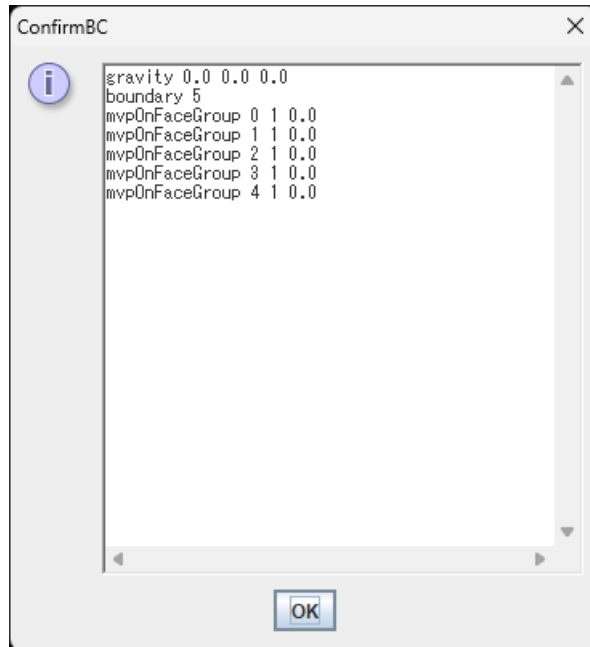 ConfirmBC
i
gravity 0.0 0.0 0.0
boundary 5
mvpOnFaceGroup 0 1 0.0
mvpOnFaceGroup 1 1 0.0
mvpOnFaceGroup 2 1 0.0
mvpOnFaceGroup 3 1 0.0
mvpOnFaceGroup 4 1 0.0
OK